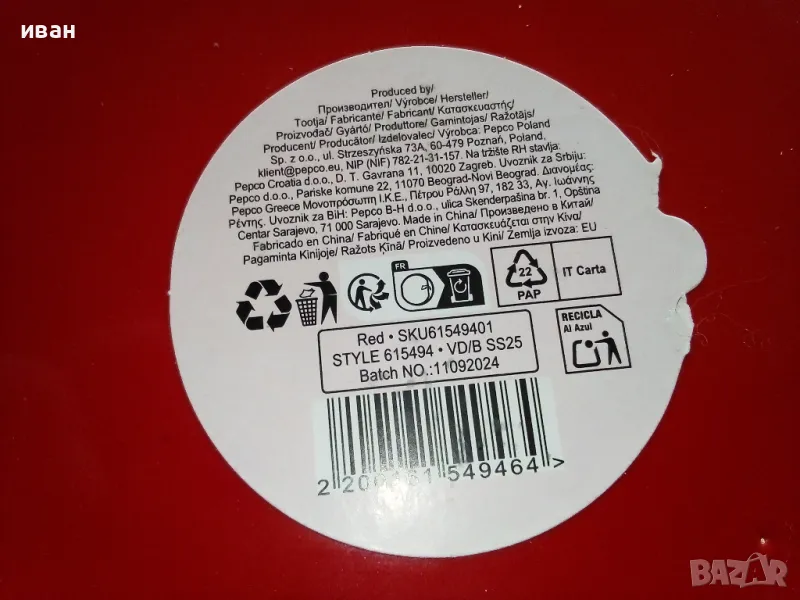 иван
Produced by/
Производител/ Výrobce/ Hersteller/
Tootja/ Fabricante/ Fabricant/ Κατασκευαστής/
Proizvođač/ Gyártó/ Produttore/ Gamintojas/ Ražotājs/
Producent/ Producător/ Izdelovalec/ Výrobca: Pepco Poland
Sp. z o.o., ul. Strzeszyńska 73A, 60-479 Poznań, Poland,
klient@pepco.eu, NIP (NIF) 782-21-31-157. Na tržište RH stavlja:
Pepco Croatia d.o.o., D. T. Gavrana 11, 10020 Zagreb. Uvoznik za Srbiju:
Pepco d.o.o., Pariske komune 22, 11070 Beograd-Novi Beograd. Διανομέας:
Pepco Greece Μονοπρόσωπη Ι.Κ.Ε., Πέτρου Ράλλη 97, 182 33, Αγ. Ιωάννης
Ρέντης. Uvoznik za BiH: Pepco B-H d.o.o., ulica Skenderpašina br. 1, Opština
Centar Sarajevo, 71 000 Sarajevo. Made in China/ Произведено в Китай/
Fabricado en China/ Fabriqué en Chine/ Κατασκευάζεται στην Κίνα/
Pagaminta Kinijoje/ Ražots Ķīnā/ Proizvedeno u Kini/ Zemlja izvoza: EU
FR
22
PAP
IT Carta
RECICLA
Al Azul
Red • SKU61549401
STYLE 615494 • VD/B SS25
Batch NO.:11092024
549464 >
BAZAR